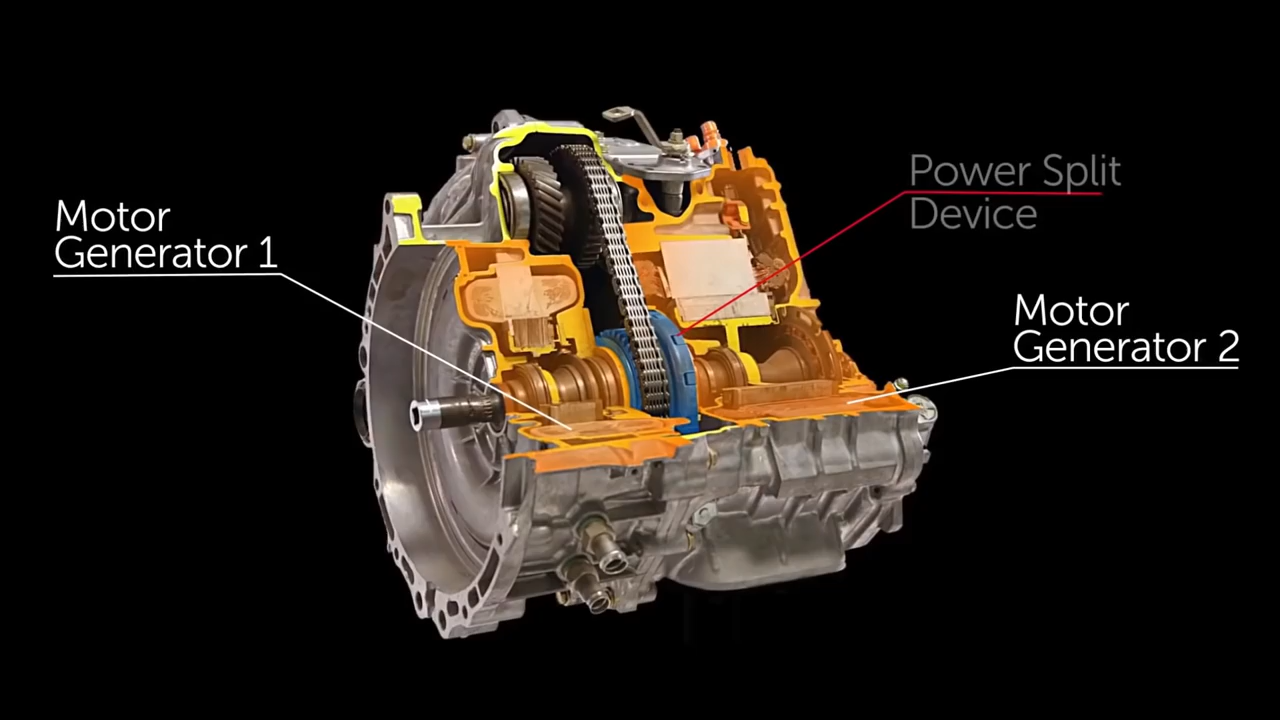 Motor
Generator 1
Power Split
Device
Motor
Generator 2